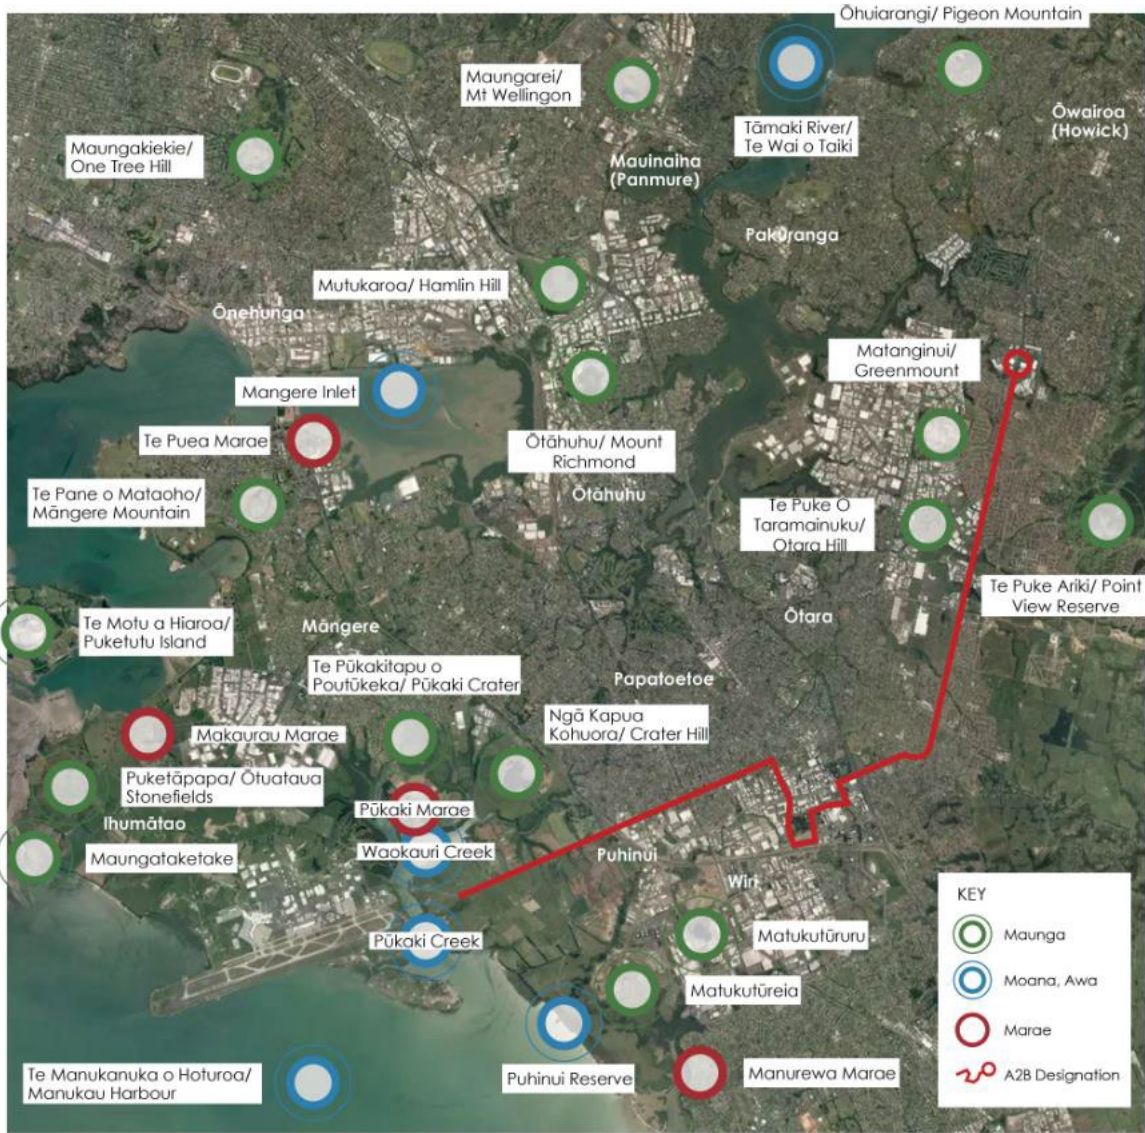 Ōhuiarangi/ Pigeon Mountain
Maungarei/
Mt Wellingon
Tāmaki River/
Te Wai o Taiki
Ōwairoa
(Howick)
Maungakiekie/
One Tree Hill
Mauinaiha
(Panmure)
Pakūranga
Mutukaroa/ Hamlin Hill
Ōnehunga
Matanginui/
Greenmount
Mangere Inlet
Te Puea Marae
Ōtāhuhu/ Mount
Richmond
Te Pane o Mataoho/
Māngere Mountain
Ōtāhuhu
Te Puke Ō
Taramainuku/
Otara Hill
Te Puke Ariki/ Point
View Reserve
Te Motu a Hiaroa/
Puketutu Island
Māngere
Ōtara
Te Pūkakitapu o
Poutūkeka/ Pūkaki Crater
Papatoetoe
Ngā Kapua
Kohuora/ Crater Hill
Makaurau Marae
Puketāpapa/ Ōtuataua
Stonefields
Pūkaki Marae
Ihumātao
Waokauri Creek
Maungataketake
Puhinui
Wiri
Pūkaki Creek
Matukutūruru
Matukutūreia
Te Manukanuka o Hoturoa/
Manukau Harbour
Puhinui Reserve
Manurewa Marae
KEY
Maunga
Moana, Awa
Marae
A2B Designation